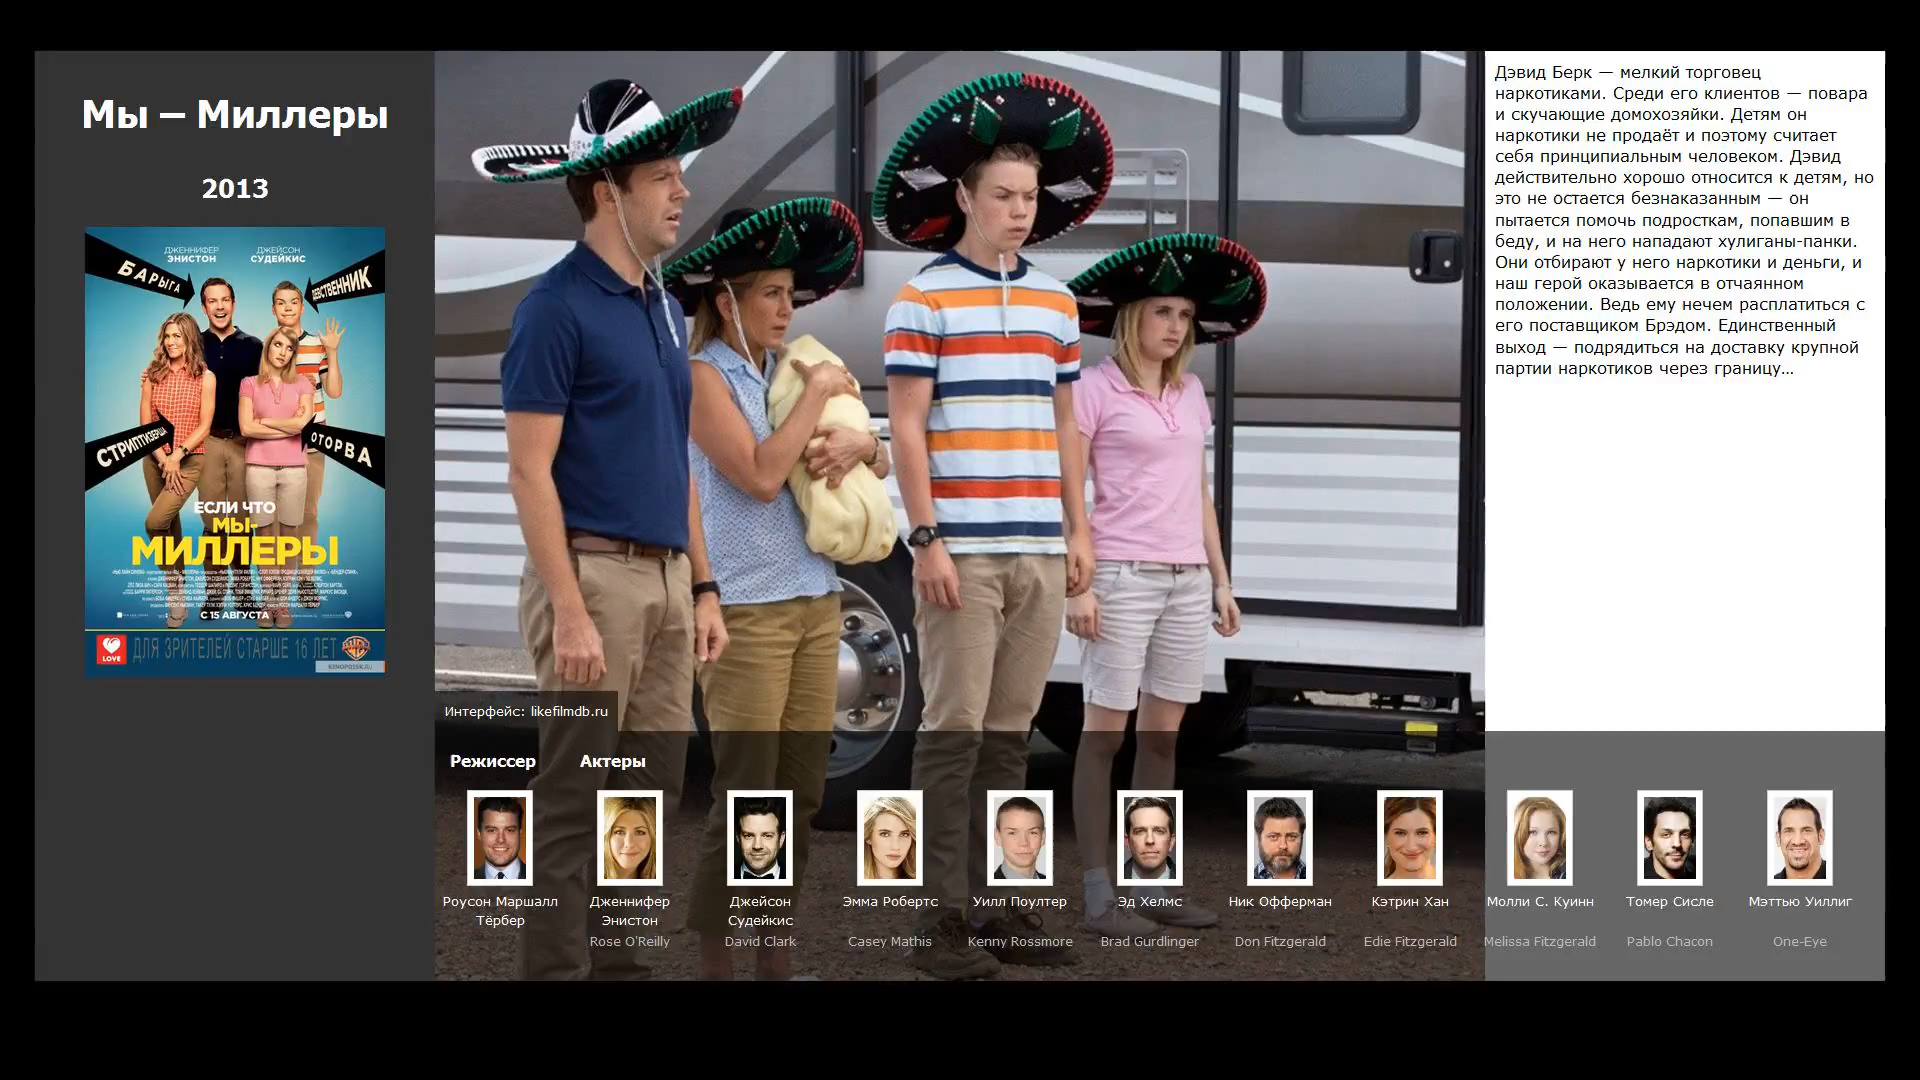 Мы – Миллеры
2013
ДЖЕННИФЕР
ЭНИСТОН
ДЖЕЙСОН
СУДЕЙКИС
БАРЫГА
ДЕВСТВЕННИК
СТРИПТИЗЕРША
ОТОРВА
ЕСЛИ ЧТО
МЫ-
МИЛЛЕРЫ
С 15 АВГУСТА
LOVE
ДЛЯ ЗРИТЕЛЕЙ СТАРШЕ 16 ЛЕТ
KINOPOISK.RU
Дэвид Берк — мелкий торговец
наркотиками. Среди его клиентов — повара
и скучающие домохозяйки. Детям он
наркотики не продаёт и поэтому считает
себя принципиальным человеком. Дэвид
действительно хорошо относится к детям, но
это не остается безнаказанным — он
пытается помочь подросткам, попавшим в
беду, и на него нападают хулиганы-панки.
Они отбирают у него наркотики и деньги, и
наш герой оказывается в отчаянном
положении. Ведь ему нечем расплатиться с
его поставщиком Брэдом. Единственный
выход — подрядиться на доставку крупной
партии наркотиков через границу…
Интерфейс: likefilmdb.ru
Режиссер
Актеры
Роусон Маршалл
Тёрбер
Дженнифер
Энистон
Rose O'Reilly
Джейсон
Судейкис
David Clark
Эмма Робертс
Casey Mathis
Уилл Поултер
Kenny Rossmore
Эд Хелмс
Brad Gurdlinger
Ник Офферман
Don Fitzgerald
Кэтрин Хан
Edie Fitzgerald
Молли С. Куинн
Melissa Fitzgerald
Томер Сисле
Pablo Chacon
Мэттью Уиллиг
One-Eye